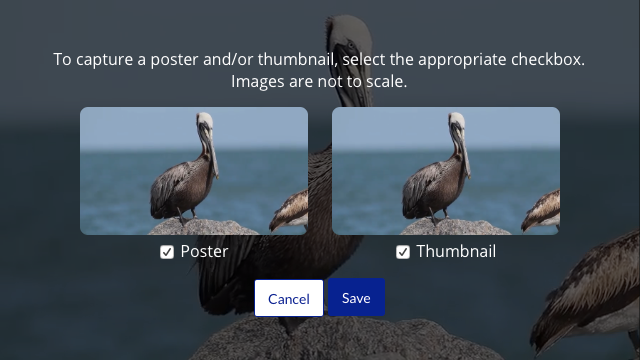 To capture a poster and/or thumbnail, select the appropriate checkbox.
Images are not to scale.
Poster
Thumbnail
Cancel
Save